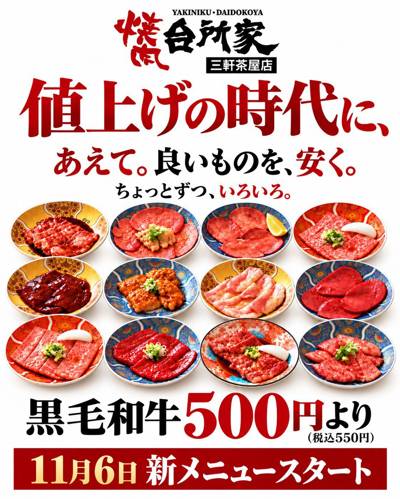 YAKINIKU・DAIDOKOYA
焼肉 台所家
三軒茶屋店
値上げの時代に、
あえて。良いものを、安く。
ちょっとずつ、いろいろ。
黒毛和牛500円より
(税込550円)
11月6日 新メニュースタート